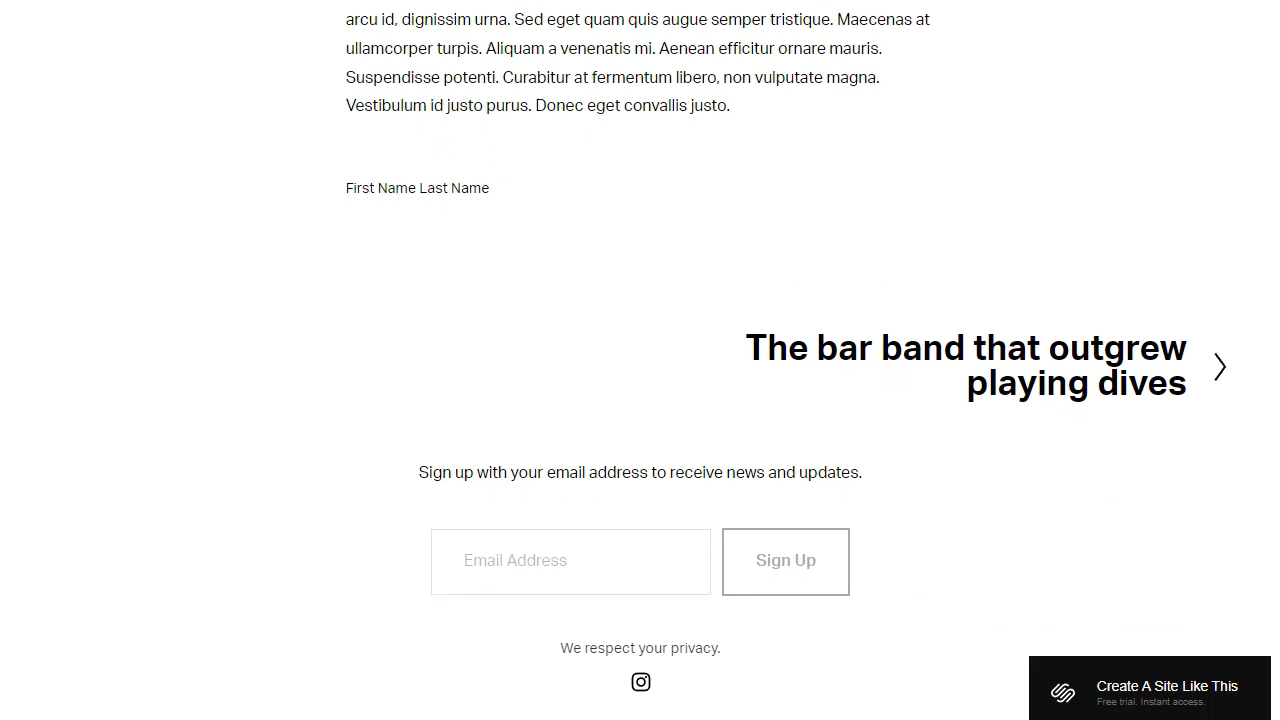 arcu id, dignissim urna. Sed eget quam quis augue semper tristique. Maecenas at
ullamcorper turpis. Aliquam a venenatis mi. Aenean efficitur ornare mauris.
Suspendisse potenti. Curabitur at fermentum libero, non vulputate magna.
Vestibulum id justo purus. Donec eget convallis justo.
First Name Last Name
The bar band that outgrew
playing dives
Sign up with your email address to receive news and updates.
Email Address
Sign Up
We respect your privacy.
Create A Site Like This
Free trial. Instant access.